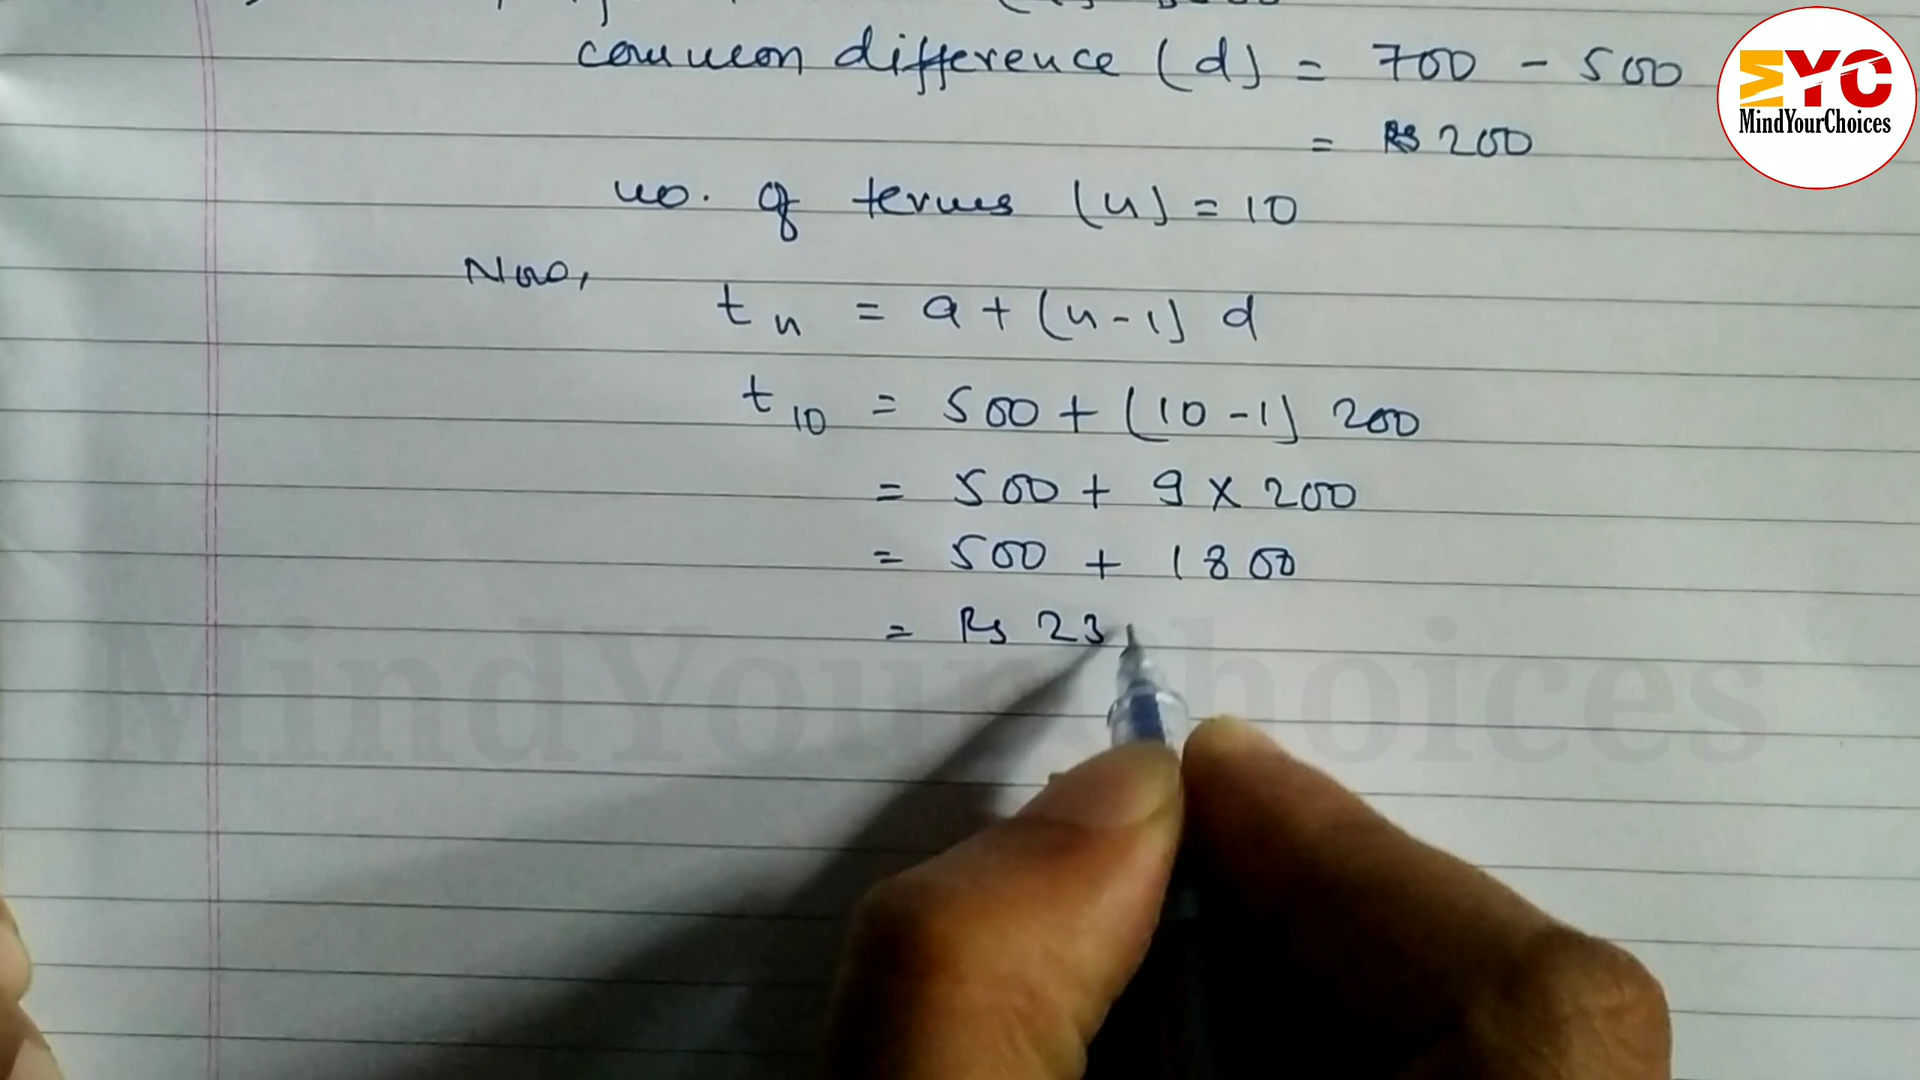 common difference (d) = 700 - 500
= Rs 200
no. of terms (n) = 10
Now,
tn = a + (n-1) d
t10 = 500 + (10-1) 200
= 500 + 9 x 200
= 500 + 1800
= Rs 23
MYC
MindYourChoices
MindYourChoices